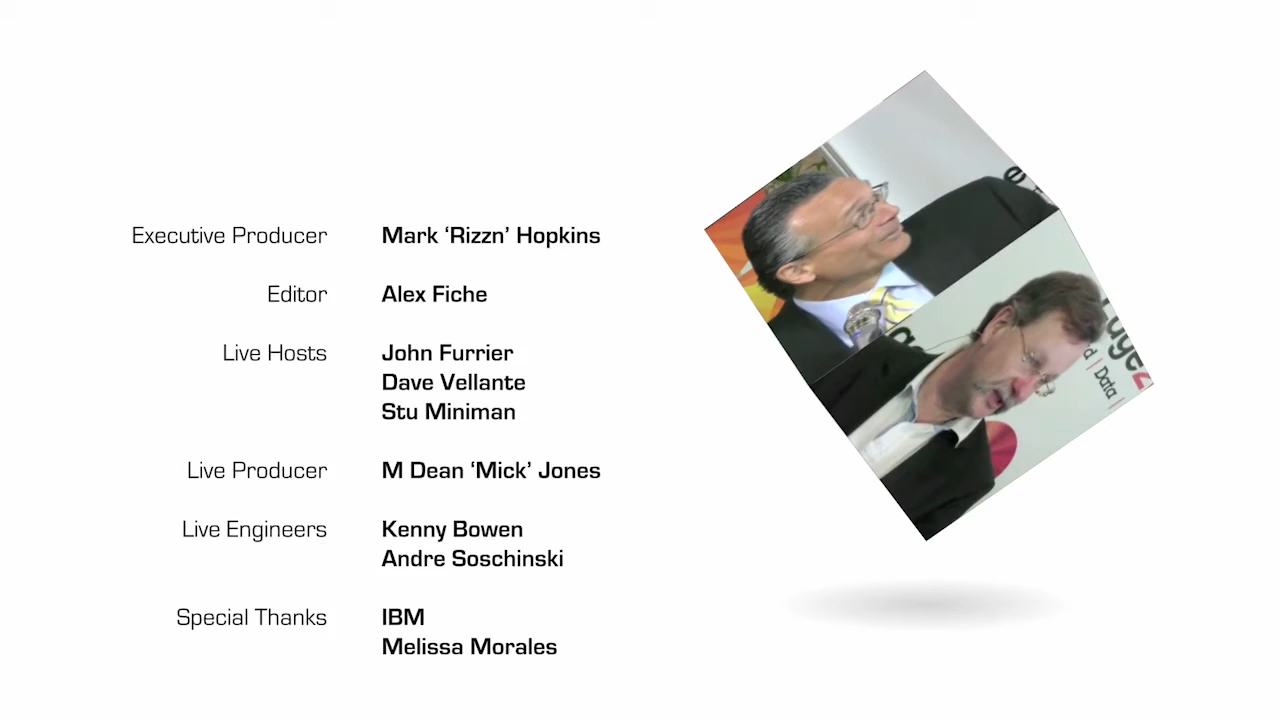 Executive Producer Mark ‘Rizzn’ Hopkins
Editor Alex Fiche
Live Hosts John Furrier
Dave Vellante
Stu Miniman
Live Producer M Dean ‘Mick’ Jones
Live Engineers Kenny Bowen
Andre Soschinski
Special Thanks IBM
Melissa Morales
Data |